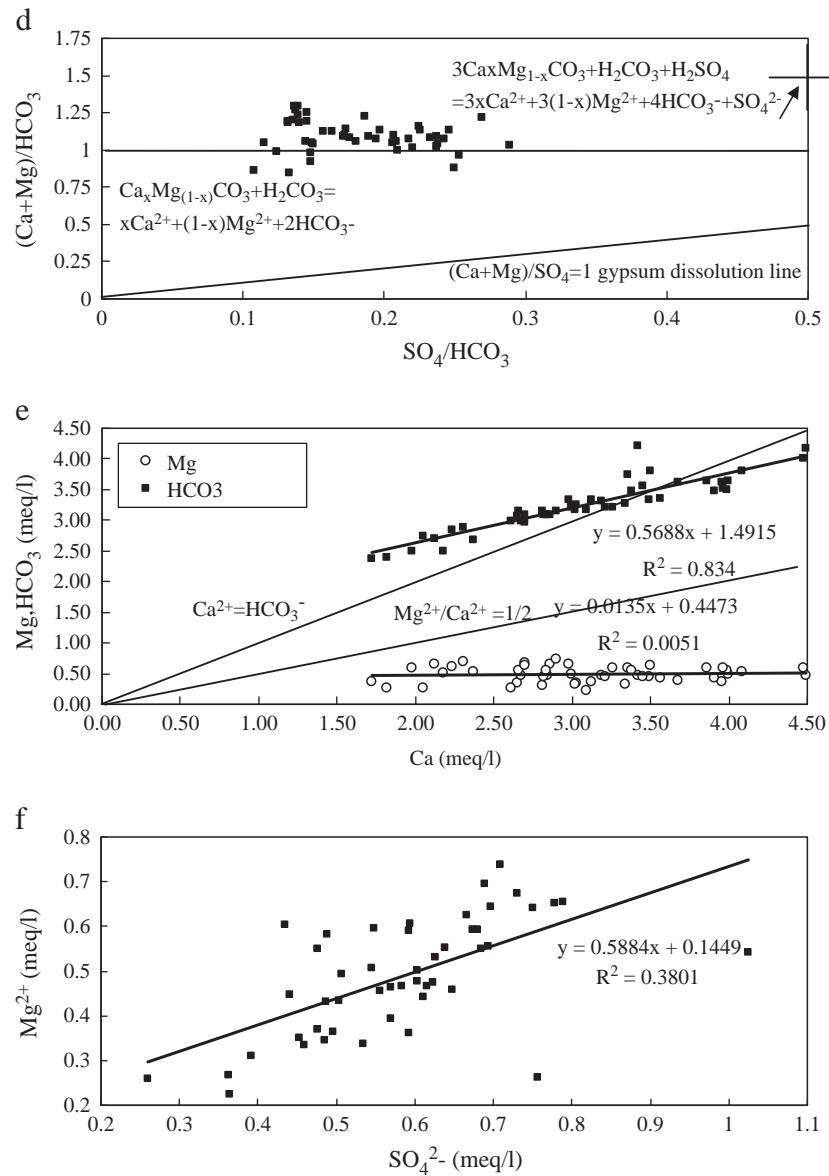 d
1.75
1.5
1.25
1
0.75
0.5
0.25
0
(Ca+Mg)/HCO₃
3CaxMg₁₋ₓCO₃+H₂CO₃+H₂SO₄
=3xCa²⁺+3(1-x)Mg²⁺+4HCO₃-+SO₄²-
CaₓMg₍₁₋ₓ₎CO₃+H₂CO₃=
xCa²⁺+(1-x)Mg²⁺+2HCO₃-
(Ca+Mg)/SO₄=1 gypsum dissolution line
0 0.1 0.2 0.3 0.4 0.5
SO₄/HCO₃
e
4.50
4.00
3.50
3.00
2.50
2.00
1.50
1.00
0.50
0.00
Mg,HCO₃ (meq/l)
Mg
HCO3
y = 0.5688x + 1.4915
R² = 0.834
Ca²⁺=HCO₃⁻
Mg²⁺/Ca²⁺ =1/2
y = 0.0135x + 0.4473
R² = 0.0051
0.00 0.50 1.00 1.50 2.00 2.50 3.00 3.50 4.00 4.50
Ca (meq/l)
f
0.8
0.7
0.6
0.5
0.4
0.3
0.2
Mg²⁺ (meq/l)
y = 0.5884x + 0.1449
R² = 0.3801
0.2 0.3 0.4 0.5 0.6 0.7 0.8 0.9 1 1.1
SO₄²- (meq/l)